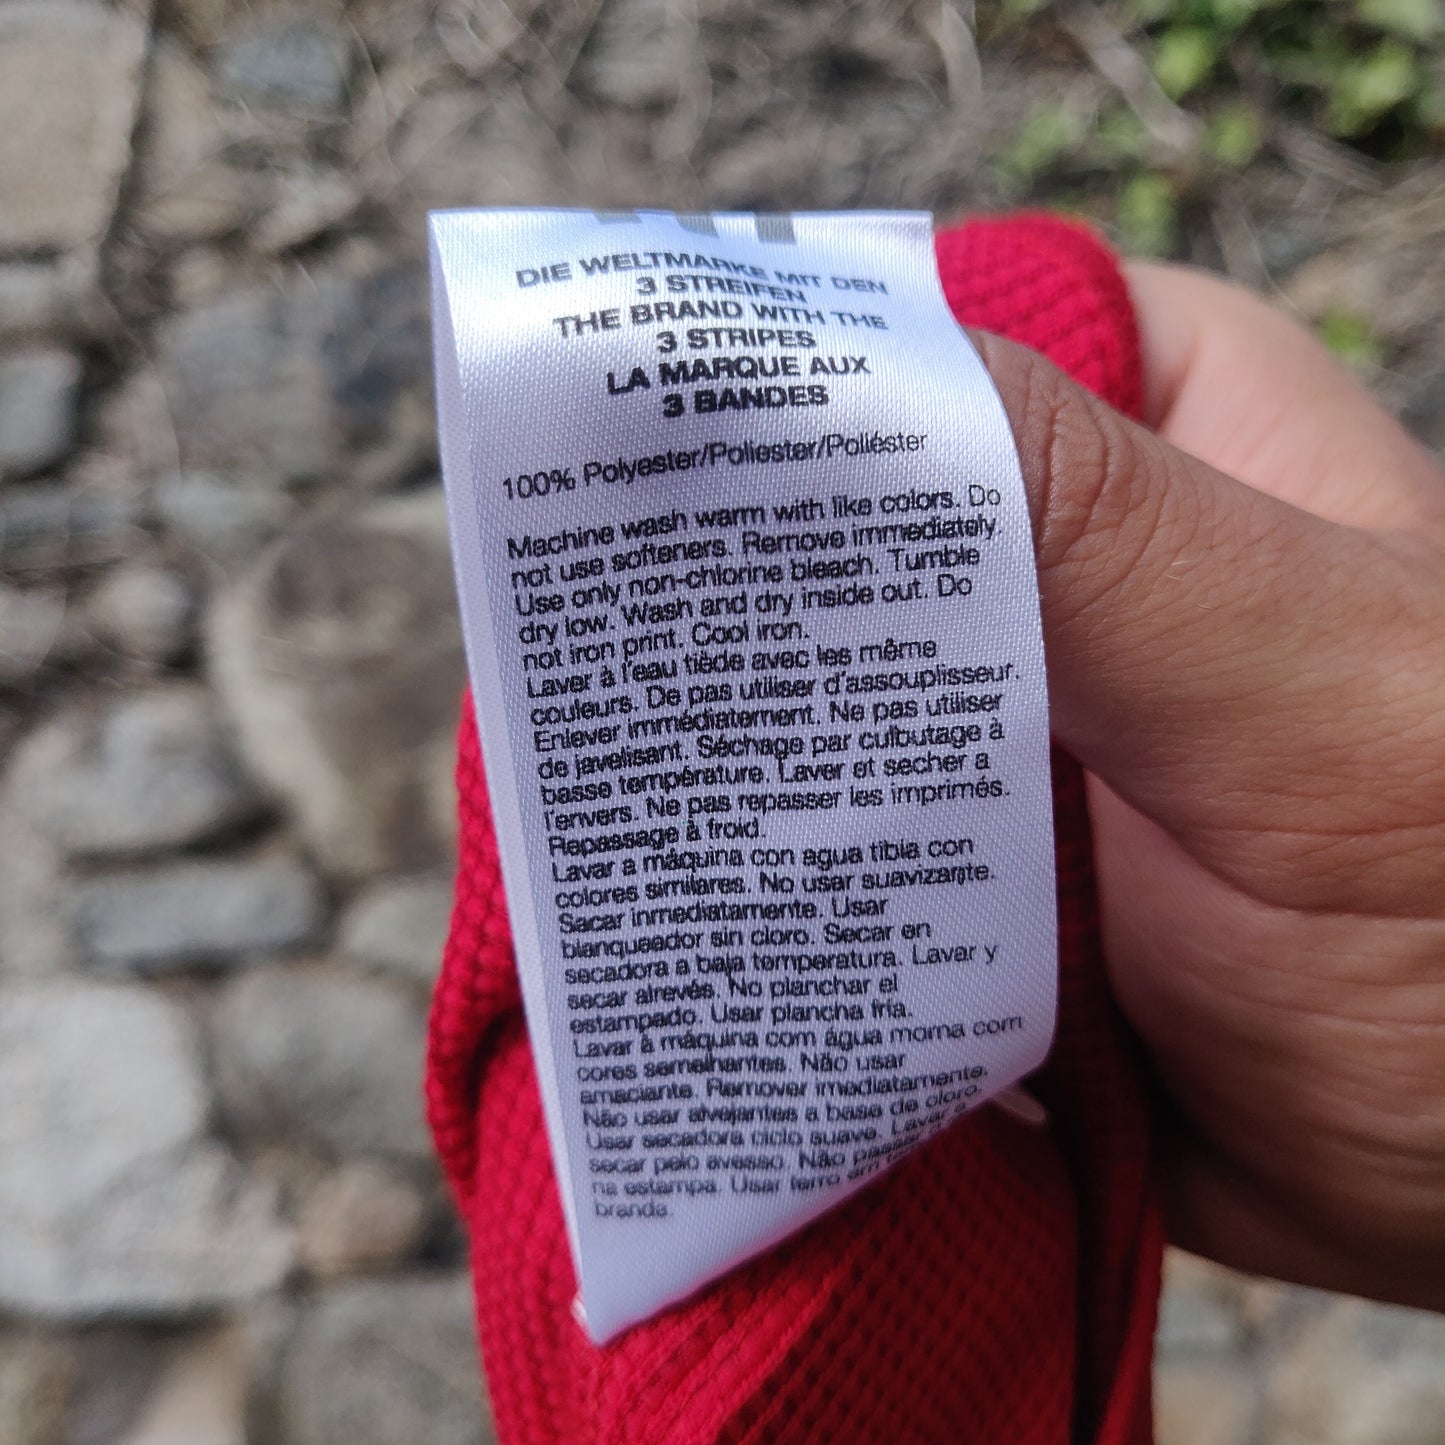 DIE WELTMARKE MIT DEN
3 STREIFEN
THE BRAND WITH THE
3 STRIPES
LA MARQUE AUX
3 BANDES
100% Polyester/Poliester/Poliéster
Machine wash warm with like colors. Do
not use softeners. Remove immediately.
Use only non-chlorine bleach. Tumble
dry low. Wash and dry inside out. Do
not iron print. Cool iron.
Laver à l'eau tiède avec les même
couleurs. De pas utiliser d'assouplisseur.
Enlever immédiatement. Ne pas utiliser
de javelisant. Séchage par culbutage à
basse température. Laver et secher a
l'envers. Ne pas repasser les imprimés.
Repassage à froid.
Lavar a máquina con agua tibia con
colores similares. No usar suavizante.
Sacar inmediatamente. Usar
blanqueador sin cloro. Secar en
secadora a baja temperatura. Lavar y
secar alrevés. No planchar el
estampado. Usar plancha fría.
Lavar à máquina com água morna com
cores semelhantes. Não usar
amaciante. Remover imediatamente.
Não usar alvejantes a base de cloro.
Usar secadora ciclo suave. Lavar a
secar pelo avesso. Não passar
na estampa. Usar ferro em
branda.